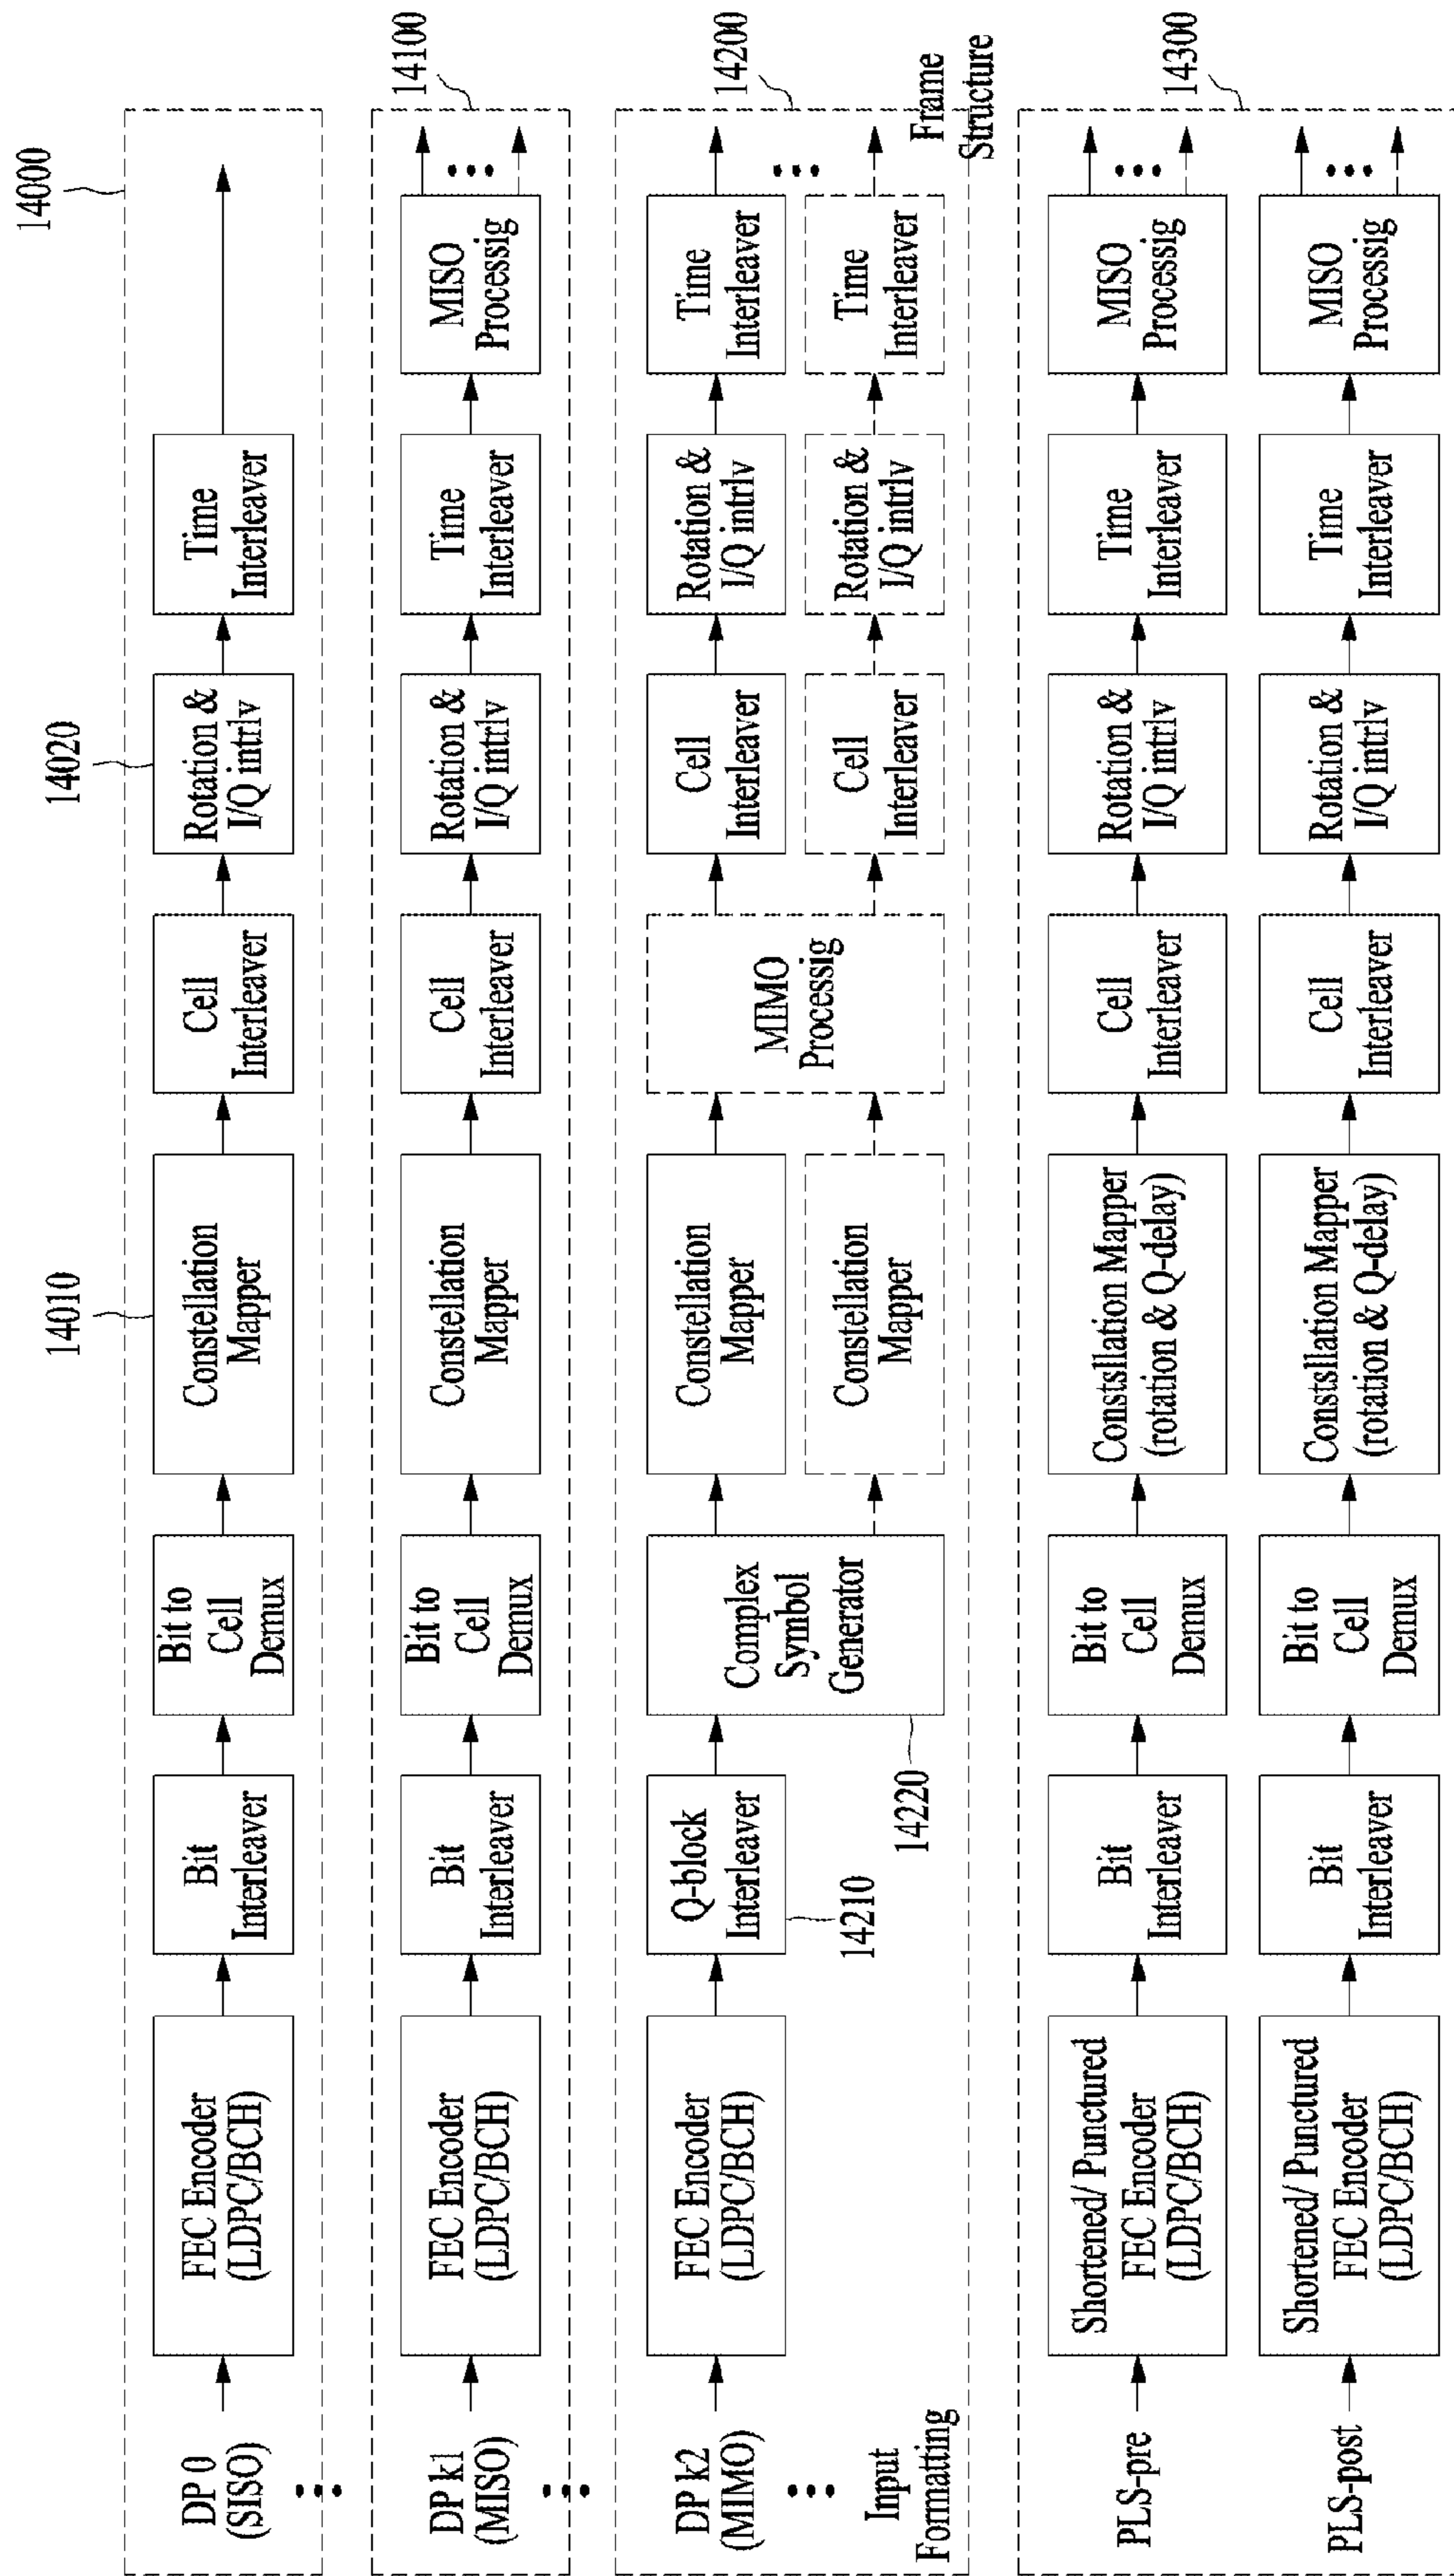 14000
14010
14020
DP 0
(SISO)
FEC Encoder
(LDPC/BCH)
Bit
Interleaver
Bit to
Cell
Demux
Constellation
Mapper
Cell
Interleaver
Rotation &
I/Q intrlv
Time
Interleaver
14100
DP k1
(MISO)
FEC Encoder
(LDPC/BCH)
Bit
Interleaver
Bit to
Cell
Demux
Constellation
Mapper
Cell
Interleaver
Rotation &
I/Q intrlv
Time
Interleaver
MISO
Processig
14200
DP k2
(MIMO)
FEC Encoder
(LDPC/BCH)
Q-block
Interleaver
14210
Complex
Symbol
Generator
14220
Constellation
Mapper
Constellation
Mapper
MIMO
Processig
Cell
Interleaver
Rotation &
I/Q intrlv
Time
Interleaver
Cell
Interleaver
Rotation &
I/Q intrlv
Time
Interleaver
Input
Formatting
Frame
Structure
14300
PLS-pre
Shortened/ Punctured
FEC Encoder
(LDPC/BCH)
Bit
Interleaver
Bit to
Cell
Demux
Constsllation Mapper
(rotation & Q-delay)
Cell
Interleaver
Rotation &
I/Q intrlv
Time
Interleaver
MISO
Processig
PLS-post
Shortened/ Punctured
FEC Encoder
(LDPC/BCH)
Bit
Interleaver
Bit to
Cell
Demux
Constsllation Mapper
(rotation & Q-delay)
Cell
Interleaver
Rotation &
I/Q intrlv
Time
Interleaver
MISO
Processig